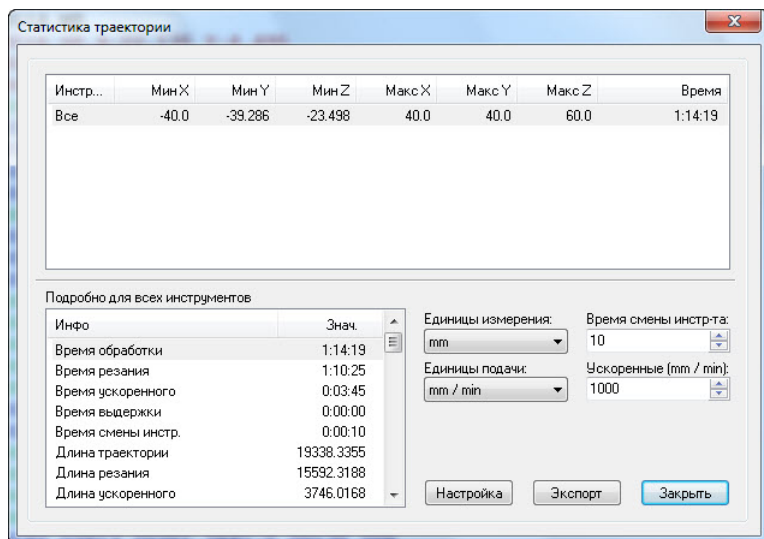 Статистика траектории
Инстр... Мин X Мин Y Мин Z Макс X Макс Y Макс Z Время
Все -40.0 -39.286 -23.498 40.0 40.0 60.0 1:14:19
Подробно для всех инструментов
Инфо Знач.
Время обработки 1:14:19
Время резания 1:10:25
Время ускоренного 0:03:45
Время выдержки 0:00:00
Время смены инстр. 0:00:10
Длина траектории 19338.3355
Длина резания 15592.3188
Длина ускоренного 3746.0168
Единицы измерения: Время смены инстр-та:
mm 10
Единицы подачи: Ускоренные (mm / min):
mm / min 1000
Настройка Экспорт Закрыть